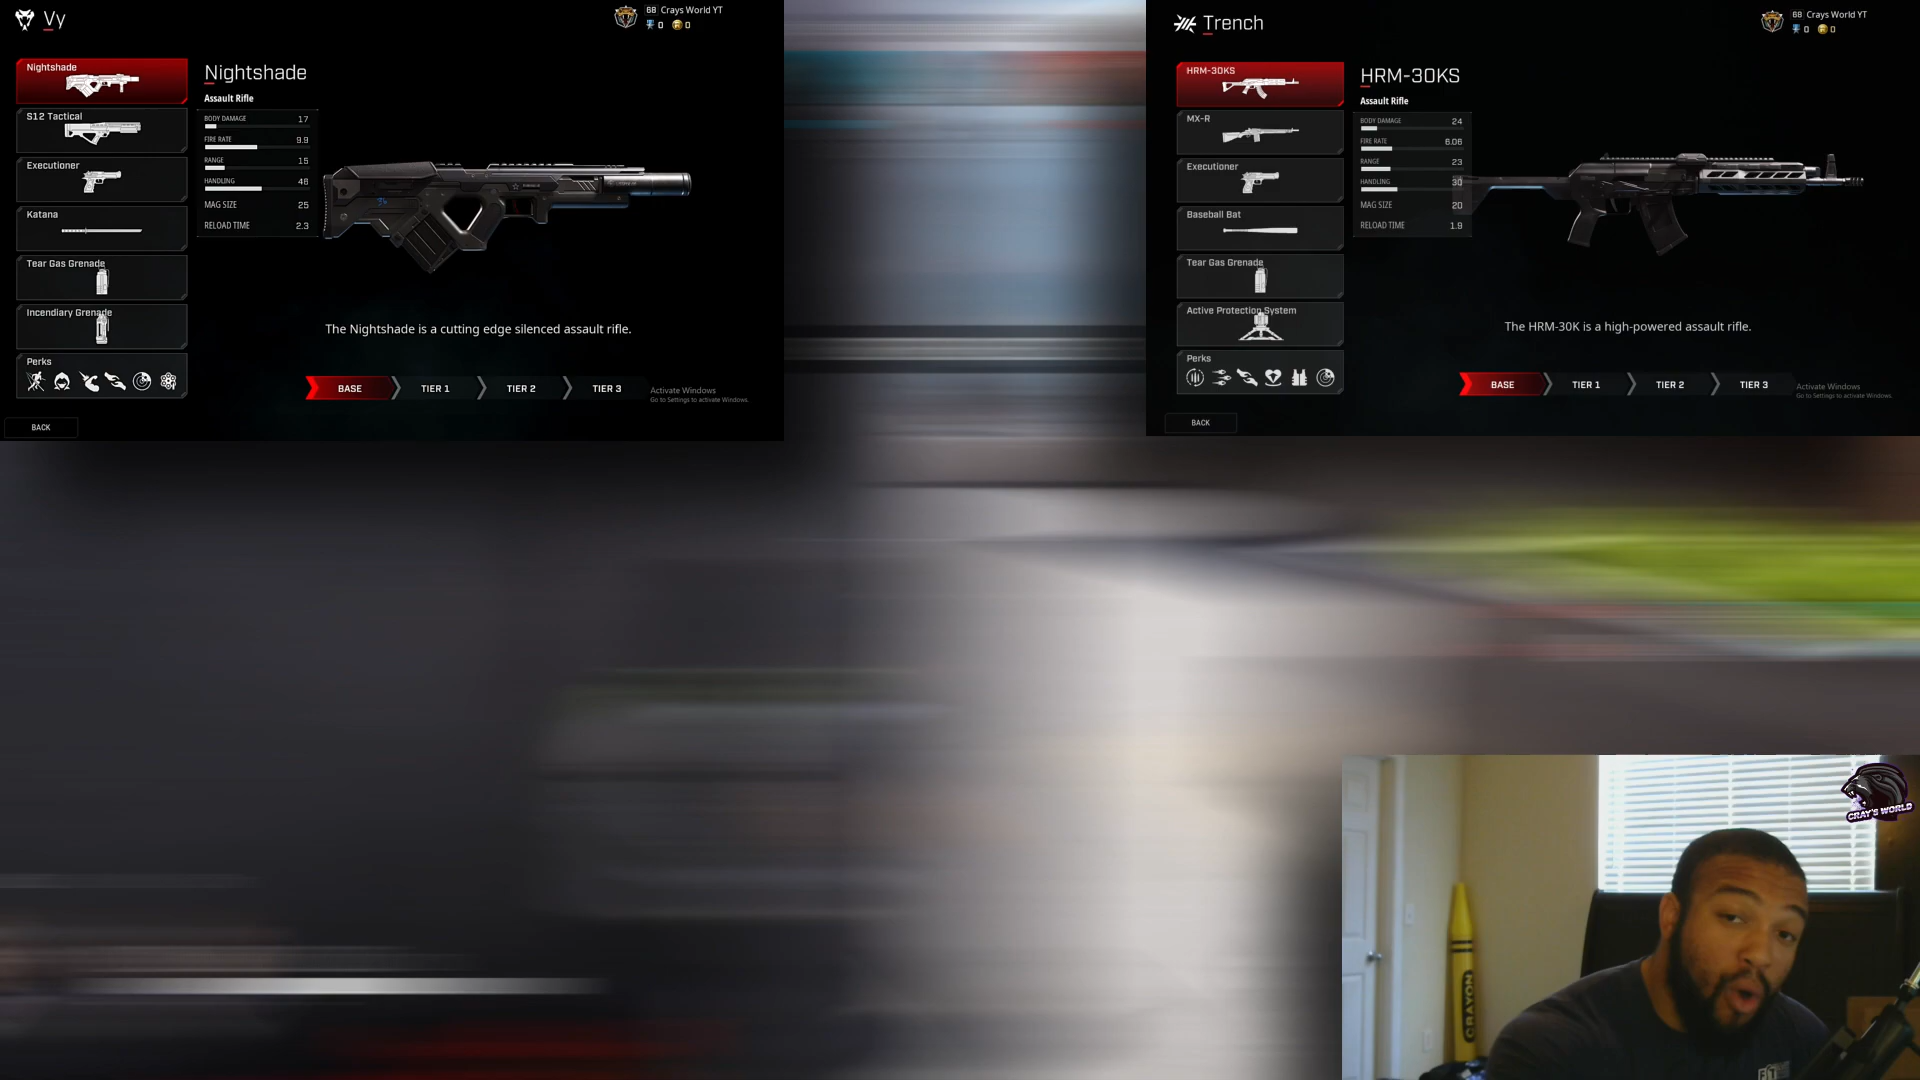 Vy
68 Crays World YT
0 0
Nightshade
S12 Tactical
Executioner
Katana
Tear Gas Grenade
Incendiary Grenade
Perks
BACK
Nightshade
Assault Rifle
BODY DAMAGE 17
FIRE RATE 9.9
RANGE 15
HANDLING 46
MAG SIZE 25
RELOAD TIME 2.3
The Nightshade is a cutting edge silenced assault rifle.
BASE TIER 1 TIER 2 TIER 3
Activate Windows
Go to Settings to activate Windows.
Trench
68 Crays World YT
0 0
HRM-30KS
MX-R
Executioner
Baseball Bat
Tear Gas Grenade
Active Protection System
Perks
BACK
HRM-30KS
Assault Rifle
BODY DAMAGE 24
FIRE RATE 6.06
RANGE 23
HANDLING 30
MAG SIZE 20
RELOAD TIME 1.9
The HRM-30K is a high-powered assault rifle.
BASE TIER 1 TIER 2 TIER 3
Activate Windows
Go to Settings to activate Windows.
CRAY'S WORLD
CRAYON